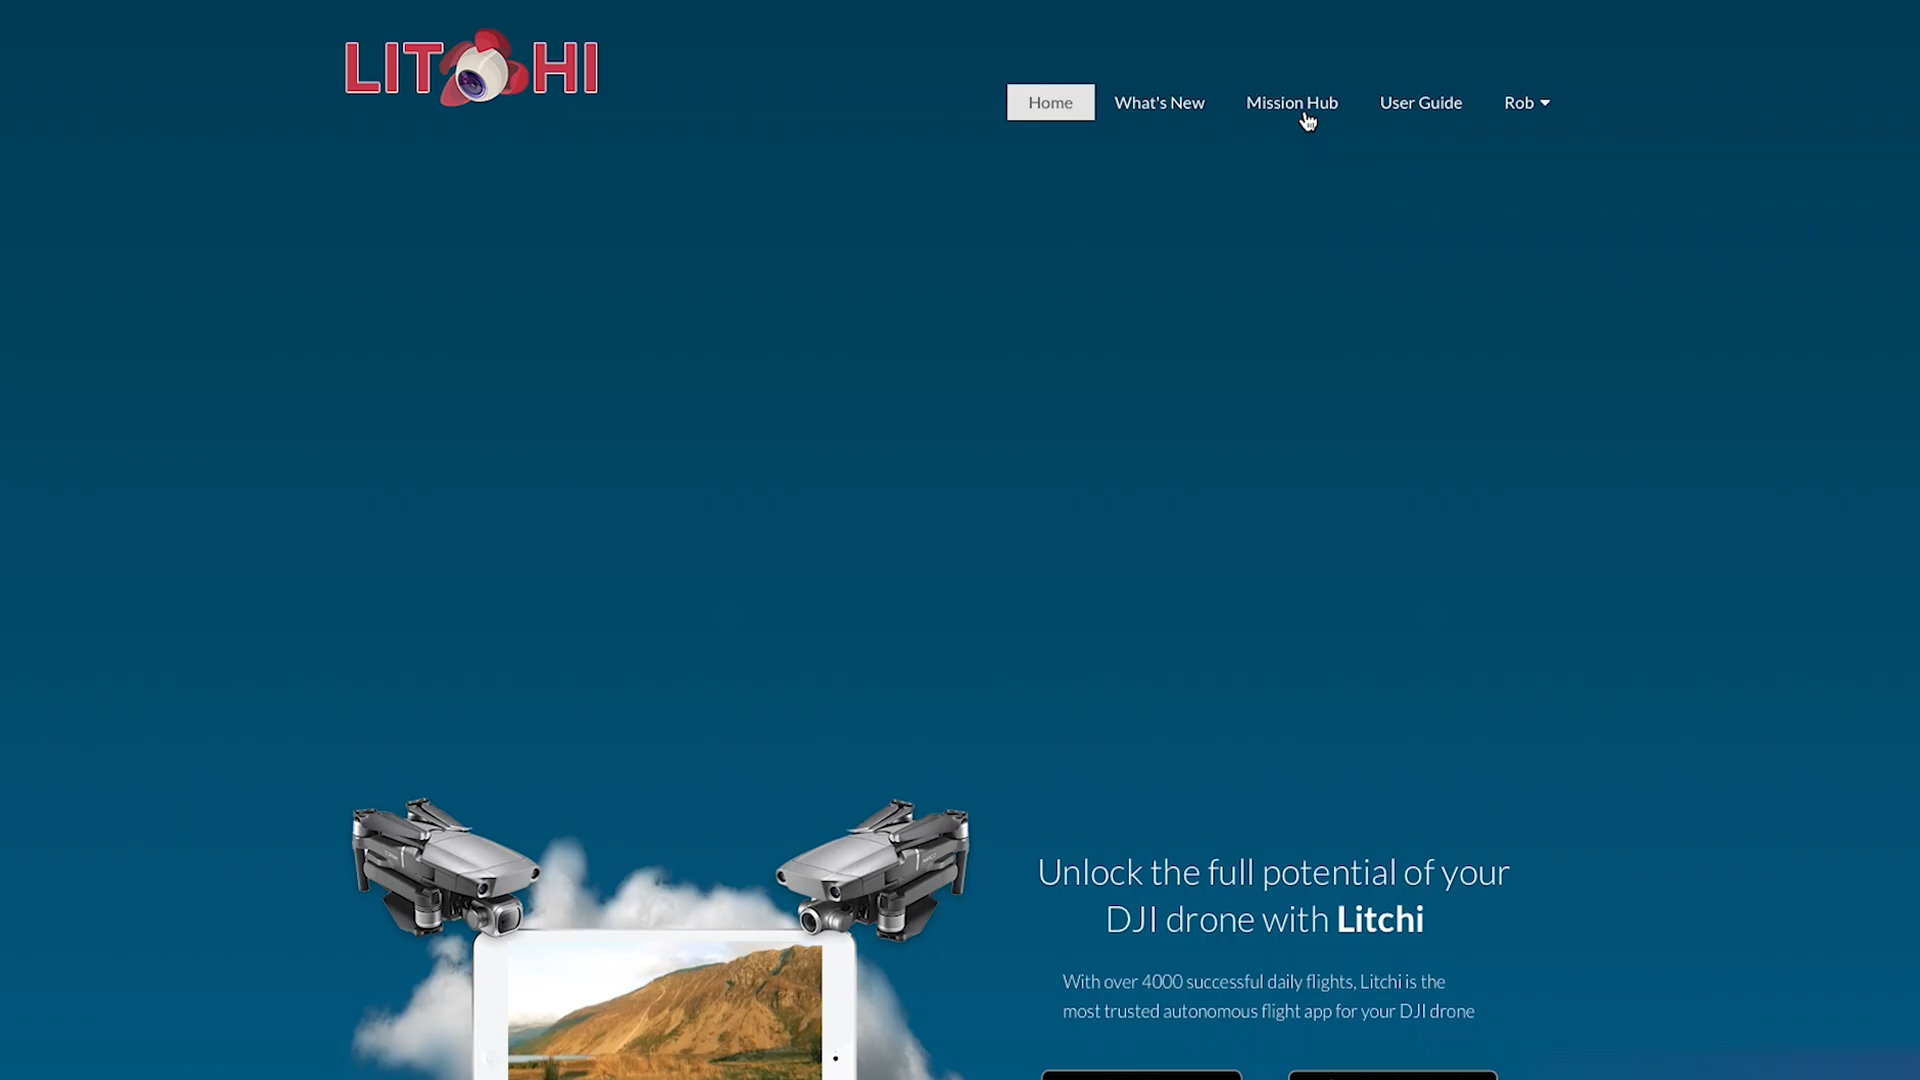 LITCHI
Home
What's New
Mission Hub
User Guide
Rob
Unlock the full potential of your
DJI drone with Litchi
With over 4000 successful daily flights, Litchi is the
most trusted autonomous flight app for your DJI drone